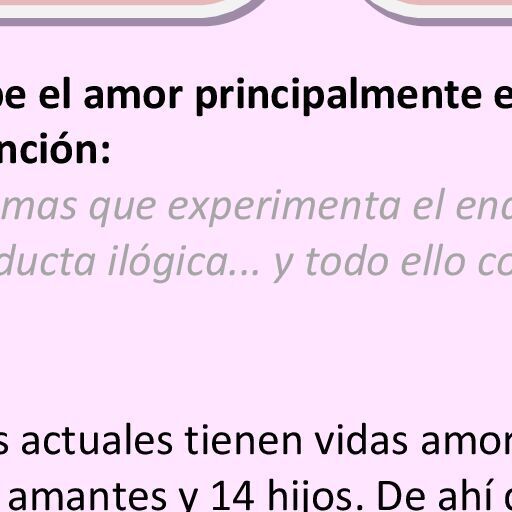 be el amor principalmente e
nción:
mas que experimenta el ena
ducta ilógica... y todo ello co
s actuales tienen vidas amor
amantes y 14 hijos. De ahí